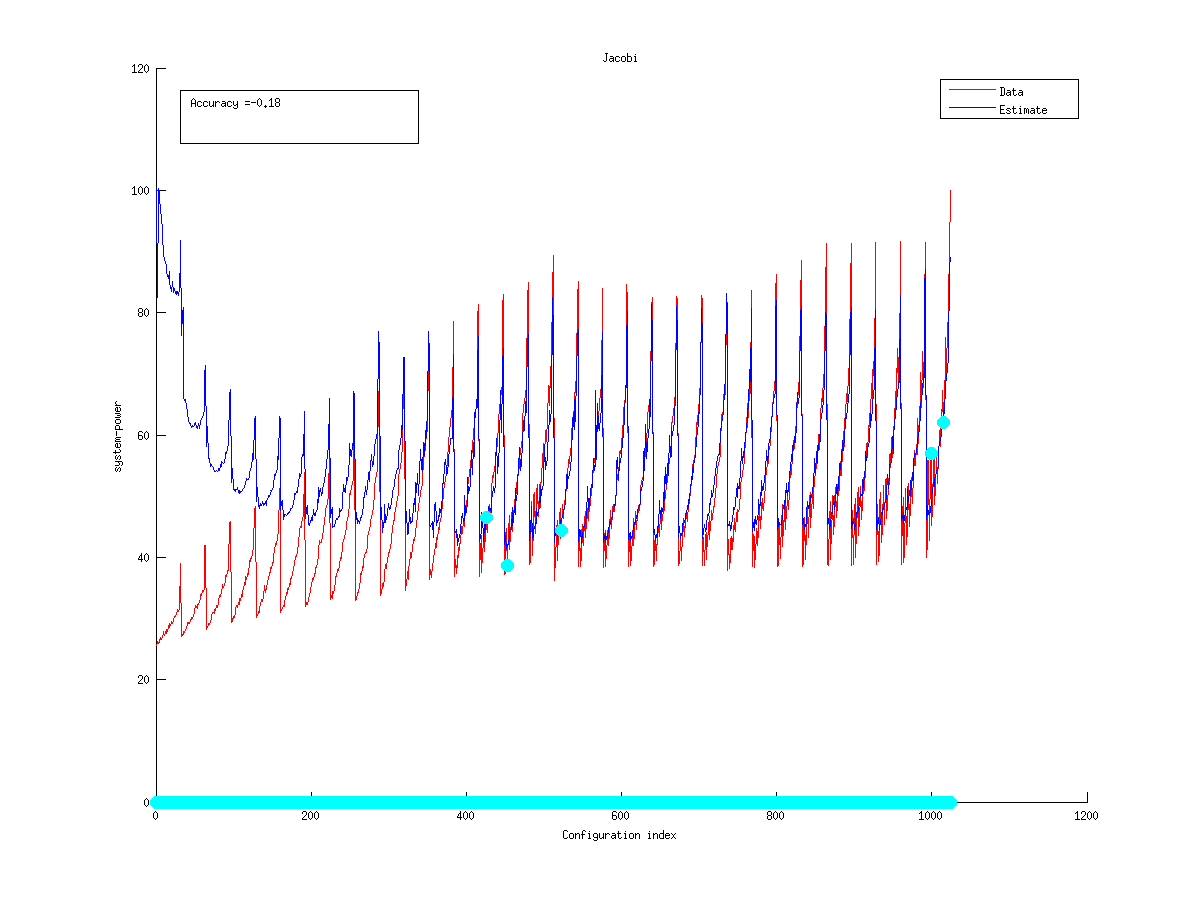 Jacobi
Accuracy =-0.18
Data
Estimate
120
100
80
60
40
20
0
system-power
0 200 400 600 800 1000 1200
Configuration index